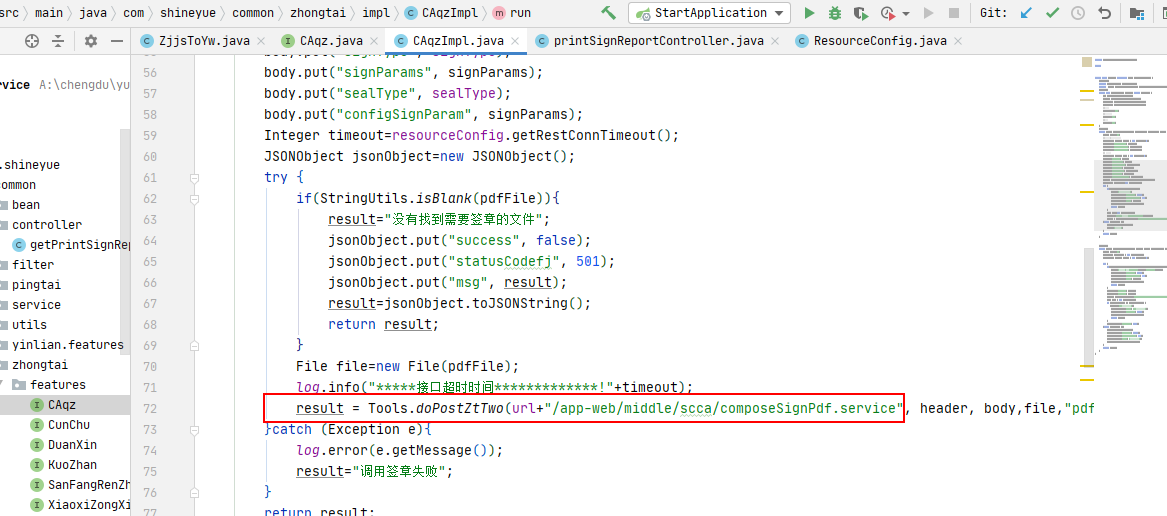 src main java com shineyue common zhongtai impl CAqzImpl run StartApplication Git:
ZjjsToYw.java CAqz.java CAqzImpl.java printSignReportController.java ResourceConfig.java
rvice A:\chengdu\yu
.shineyue
common
bean
controller
getPrintSignRep
filter
pingtai
service
utils
yinlian.features
zhongtai
features
CAqz
CunChu
DuanXin
KuoZhan
SanFangRenZh
XiaoxiZongXi
56 body.put("signParams", signParams);
57 body.put("sealType", sealType);
58 body.put("configSignParam", signParams);
59 Integer timeout=resourceConfig.getRestConnTimeout();
60 JSONObject jsonObject=new JSONObject();
61 try {
62 if(StringUtils.isBlank(pdfFile)){
63 result="没有找到需要签章的文件";
64 jsonObject.put("success", false);
65 jsonObject.put("statusCodefj", 501);
66 jsonObject.put("msg", result);
67 result=jsonObject.toJSONString();
68 return result;
69 }
70 File file=new File(pdfFile);
71 log.info("*****接口超时时间*************!"+timeout);
72 result = Tools.doPostZtTwo(url+"/app-web/middle/scca/composeSignPdf.service", header, body,file,"pdf
73 }catch (Exception e){
74 log.error(e.getMessage());
75 result="调用签章失败";
76 }
77 return result;